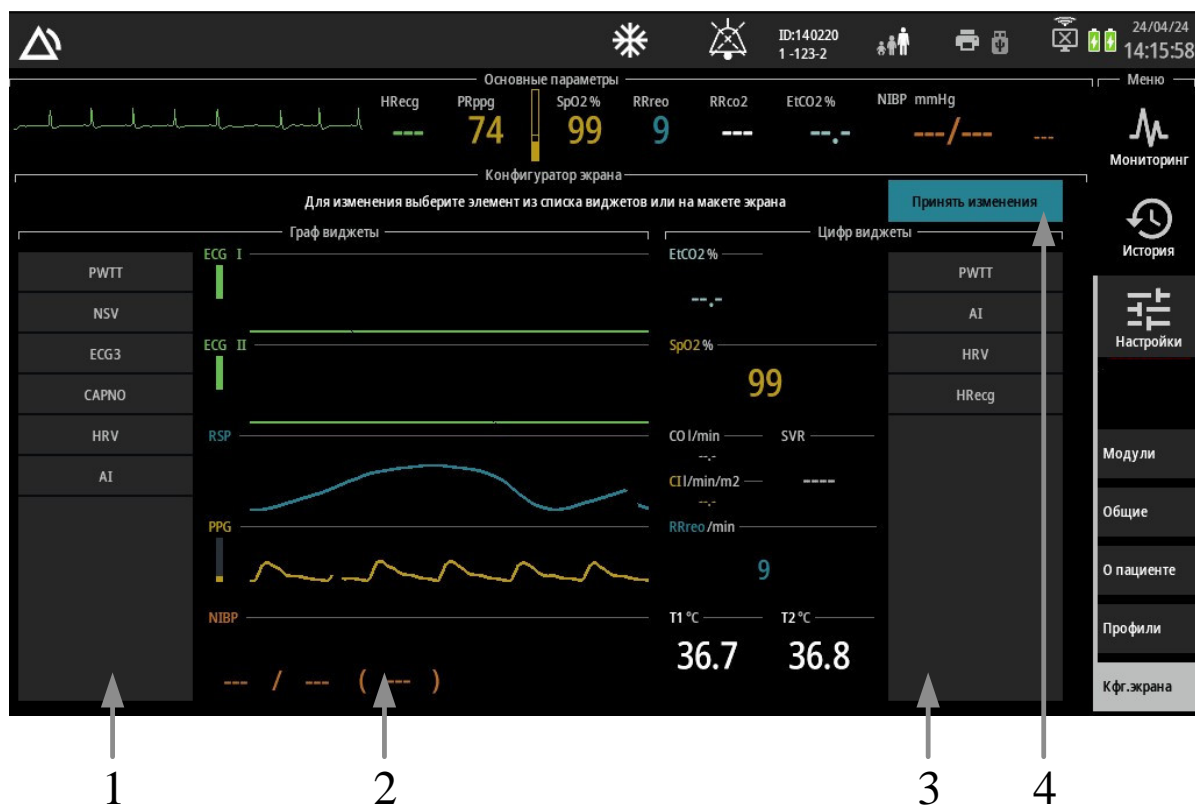 ID:140220
1 -123-2
24/04/24
14:15:58
Основные параметры
Меню
HRecg PRppg SpO2 % RRreo RRco2 EtCO2 % NIBP mmHg
--- 74 99 9 --- --.- ---/--- ---
Мониторинг
Конфигуратор экрана
Для изменения выберите элемент из списка виджетов или на макете экрана
Принять изменения
История
Граф виджеты
Цифр виджеты
PWTT
NSV
ECG3
CAPNO
HRV
AI
ECG I
ECG II
RSP
PPG
NIBP
--- / --- ( --- )
EtCO2 %
--.-
SpO2 %
99
CO l/min SVR
--.-
CI l/min/m2 ----
--.-
RRreo /min
9
T1 °C T2 °C
36.7 36.8
PWTT
AI
HRV
HRecg
Настройки
Модули
Общие
О пациенте
Профили
Кфг.экрана
1 2 3 4